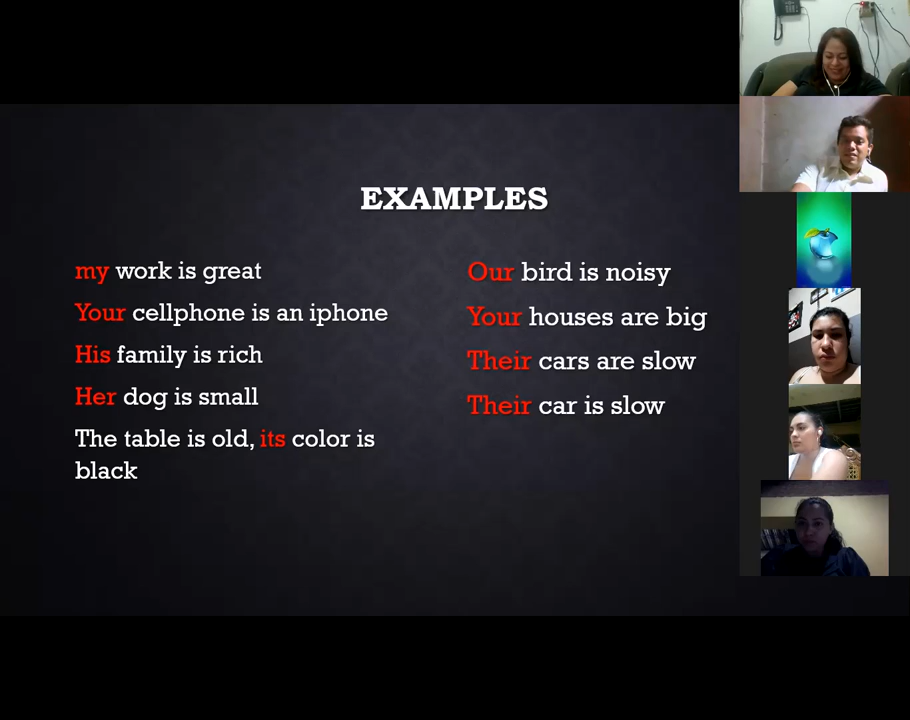 EXAMPLES
my work is great
Your cellphone is an iphone
His family is rich
Her dog is small
The table is old, its color is
black
Our bird is noisy
Your houses are big
Their cars are slow
Their car is slow